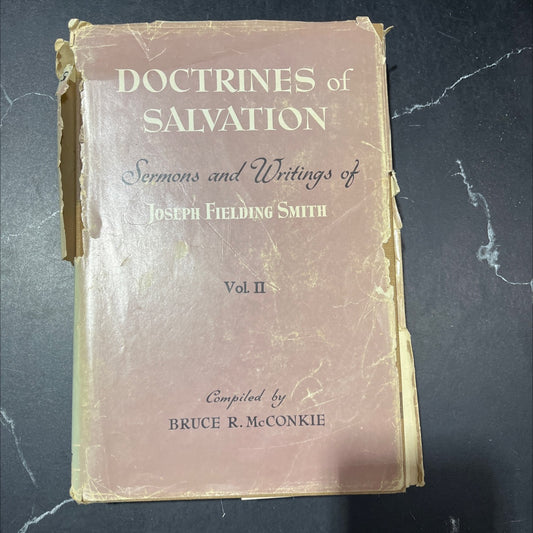 DOCTRINES of
SALVATION
Sermons and Writings of
JOSEPH FIELDING SMITH
Vol. II
Compiled by
BRUCE R. McCONKIE